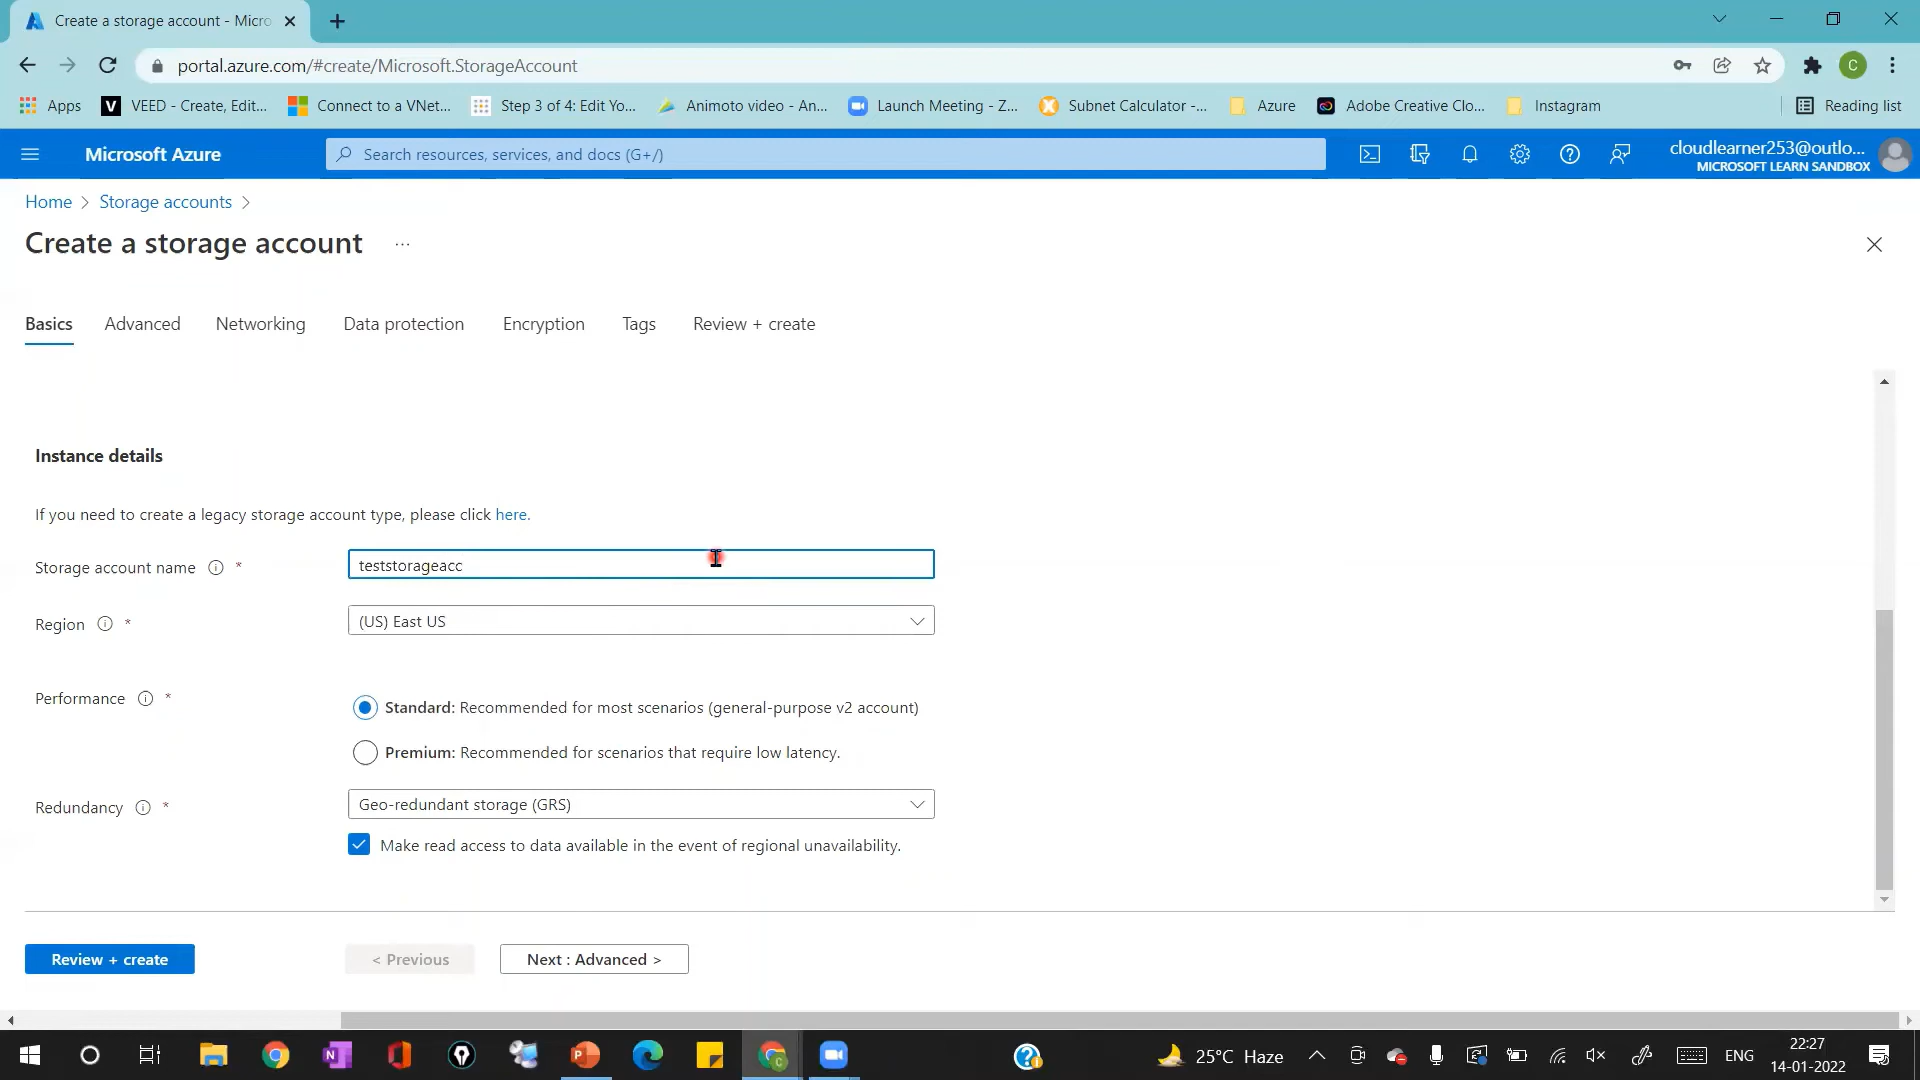 Create a storage account - Micro
portal.azure.com/#create/Microsoft.StorageAccount
C
Apps
VEED - Create, Edit...
Connect to a VNet...
Step 3 of 4: Edit Yo...
Animoto video - An...
Launch Meeting - Z...
Subnet Calculator -...
Azure
Adobe Creative Clo...
Instagram
Reading list
Microsoft Azure
Search resources, services, and docs (G+/)
cloudlearner253@outlo...
MICROSOFT LEARN SANDBOX
Home > Storage accounts >
Create a storage account ...
Basics
Advanced
Networking
Data protection
Encryption
Tags
Review + create
Instance details
If you need to create a legacy storage account type, please click here.
Storage account name *
teststorageacc
Region *
(US) East US
Performance *
Standard: Recommended for most scenarios (general-purpose v2 account)
Premium: Recommended for scenarios that require low latency.
Redundancy *
Geo-redundant storage (GRS)
Make read access to data available in the event of regional unavailability.
Review + create
< Previous
Next : Advanced >
25°C Haze
ENG
22:27
14-01-2022